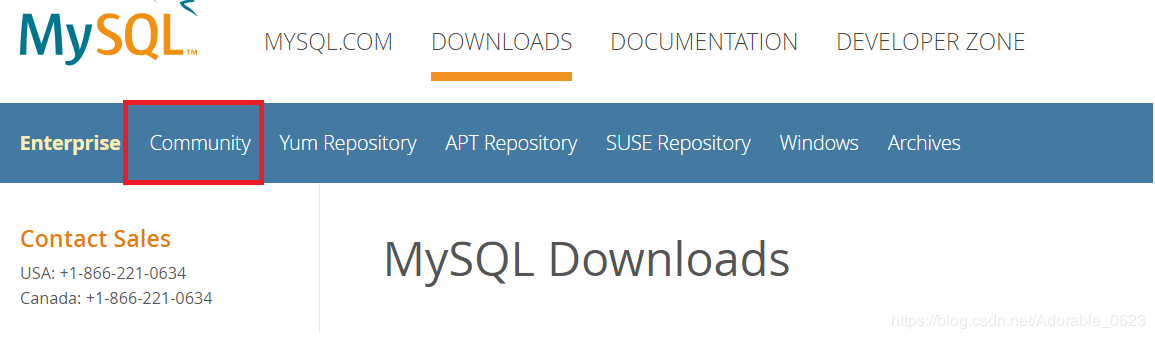 MySQL™
MYSQL.COM DOWNLOADS DOCUMENTATION DEVELOPER ZONE
Enterprise Community Yum Repository APT Repository SUSE Repository Windows Archives
Contact Sales
USA: +1-866-221-0634
Canada: +1-866-221-0634
MySQL Downloads
https://blog.csdn.net/Adorable_0623